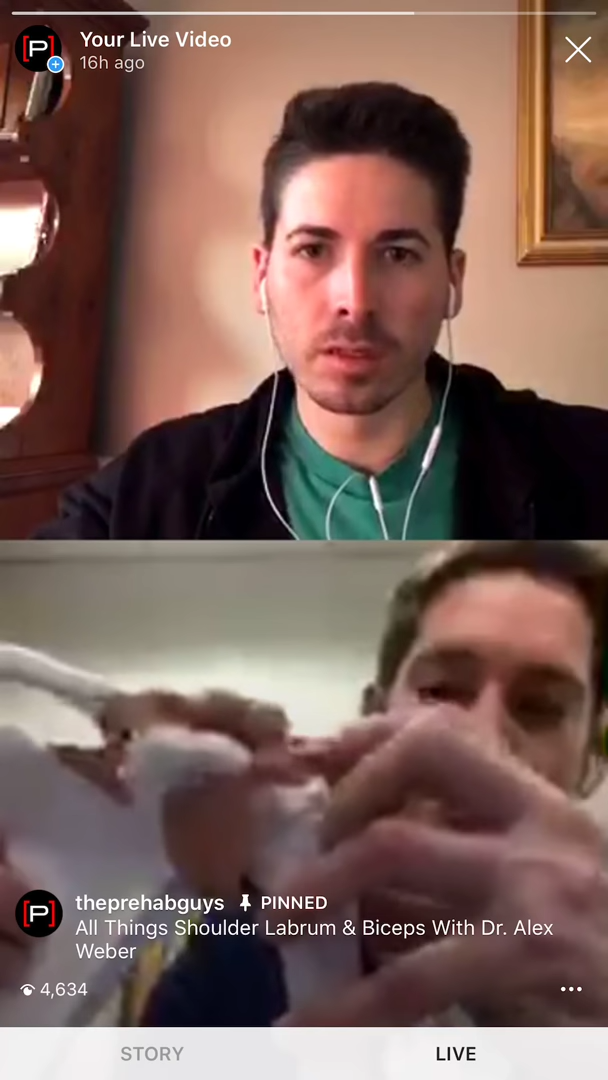 [P]
Your Live Video
16h ago
[P]
theprehabguys PINNED
All Things Shoulder Labrum & Biceps With Dr. Alex
Weber
4,634
STORY LIVE